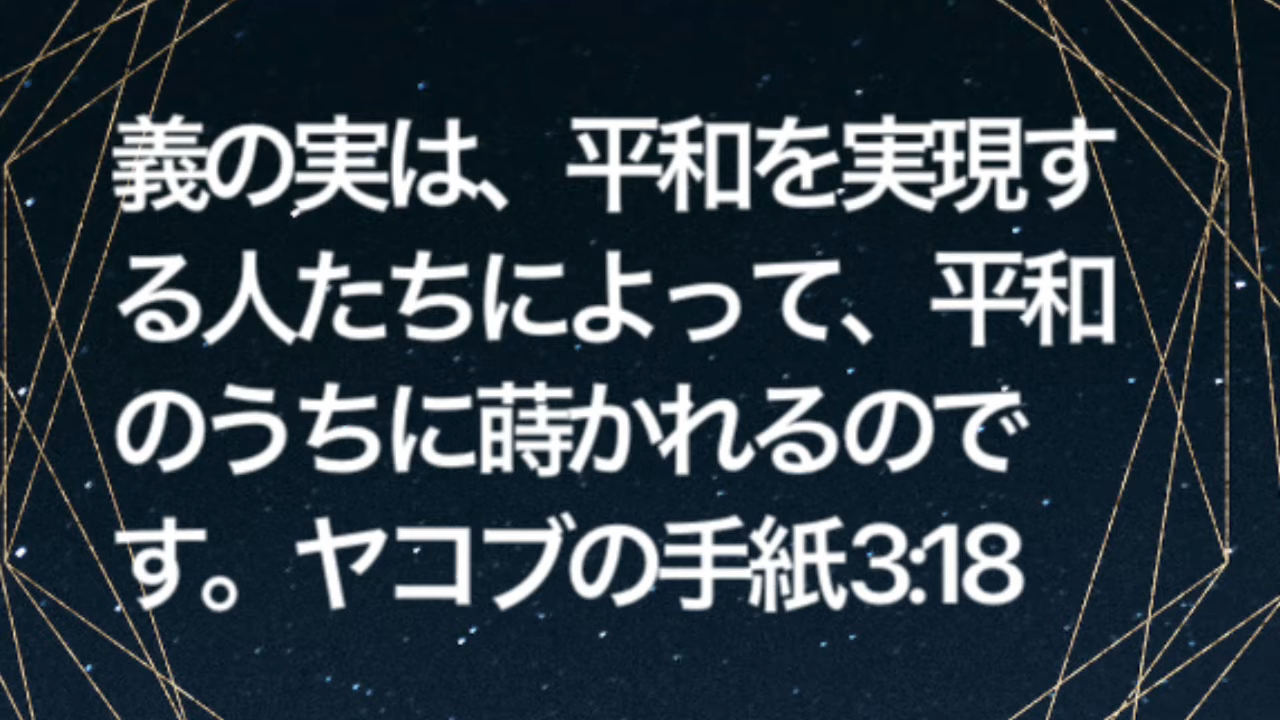 義の実は、平和を実現す
る人たちによって、平和
のうちに蒔かれるので
す。ヤコブの手紙3:18